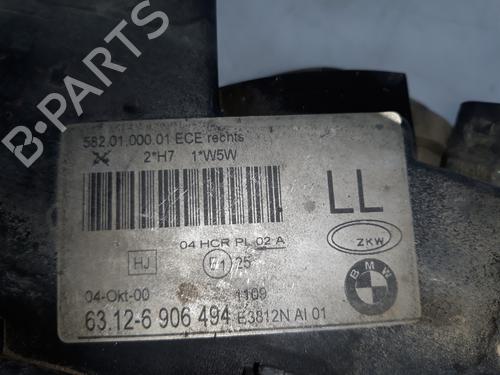 582.01.000.01 ECE rechts
2*H7 1*W5W
LL
04 HCR PL 02 A
ZKW
HJ E1 25
BMW
04-Okt-00 1109
63.12-6 906 494 E3812N AI 01
B-PARTS